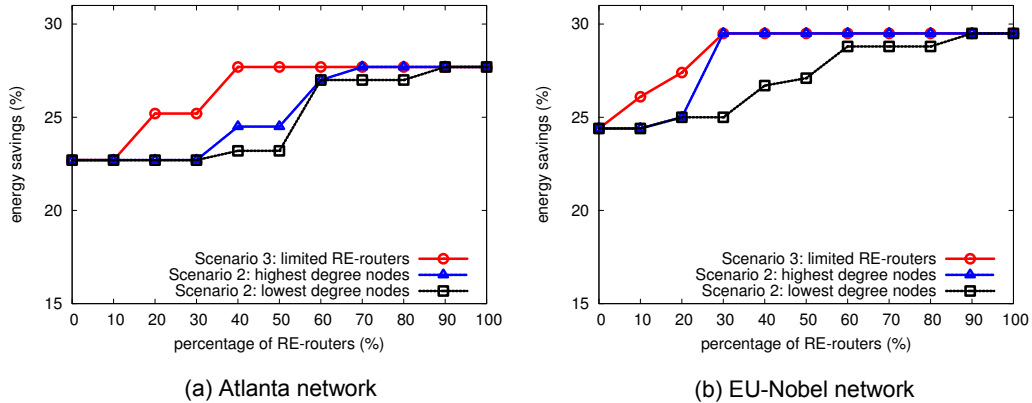 30
25
20
15
energy savings (%)
Scenario 3: limited RE-routers
Scenario 2: highest degree nodes
Scenario 2: lowest degree nodes
0 10 20 30 40 50 60 70 80 90 100
percentage of RE-routers (%)
(a) Atlanta network
30
25
20
15
energy savings (%)
Scenario 3: limited RE-routers
Scenario 2: highest degree nodes
Scenario 2: lowest degree nodes
0 10 20 30 40 50 60 70 80 90 100
percentage of RE-routers (%)
(b) EU-Nobel network